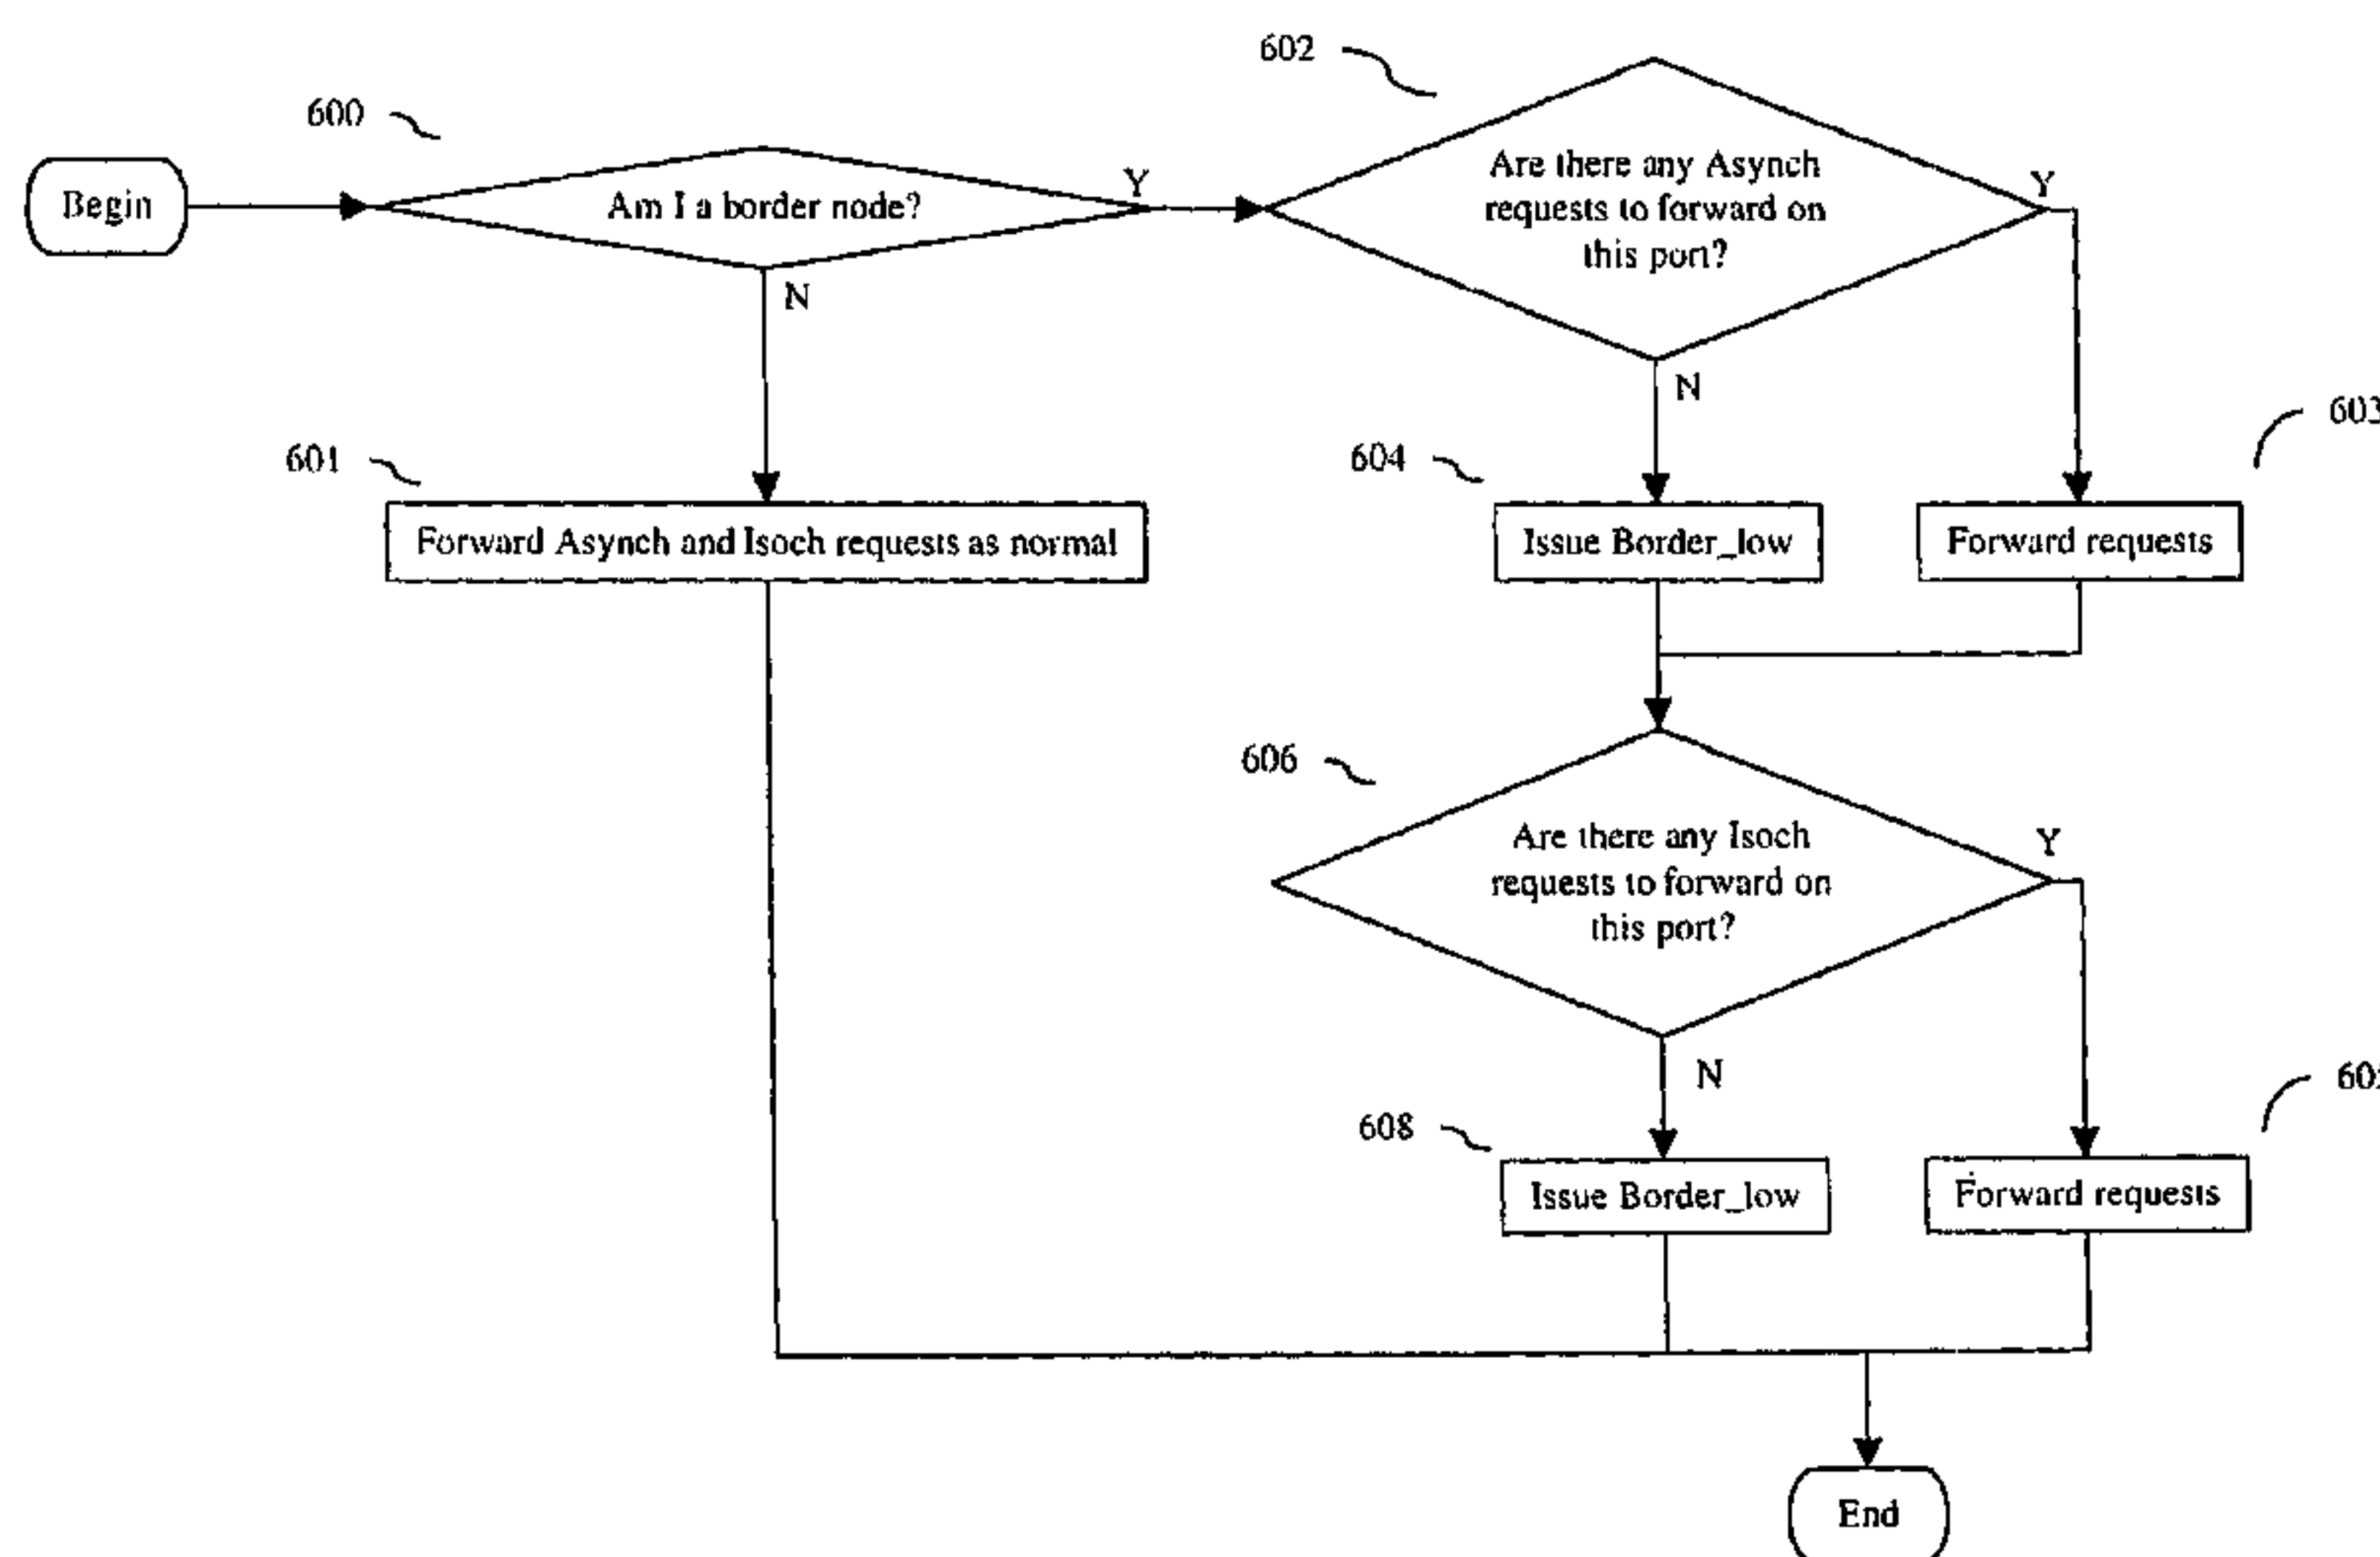 602
600
Begin
Am I a border node?
Y
Are there any Asynch
requests to forward on
this port?
Y
N
N
603
601
604
Forward Asynch and Isoch requests as normal
Issue Border_low
Forward requests
606
Are there any Isoch
requests to forward on
this port?
Y
N
608
Issue Border_low
Forward requests
End